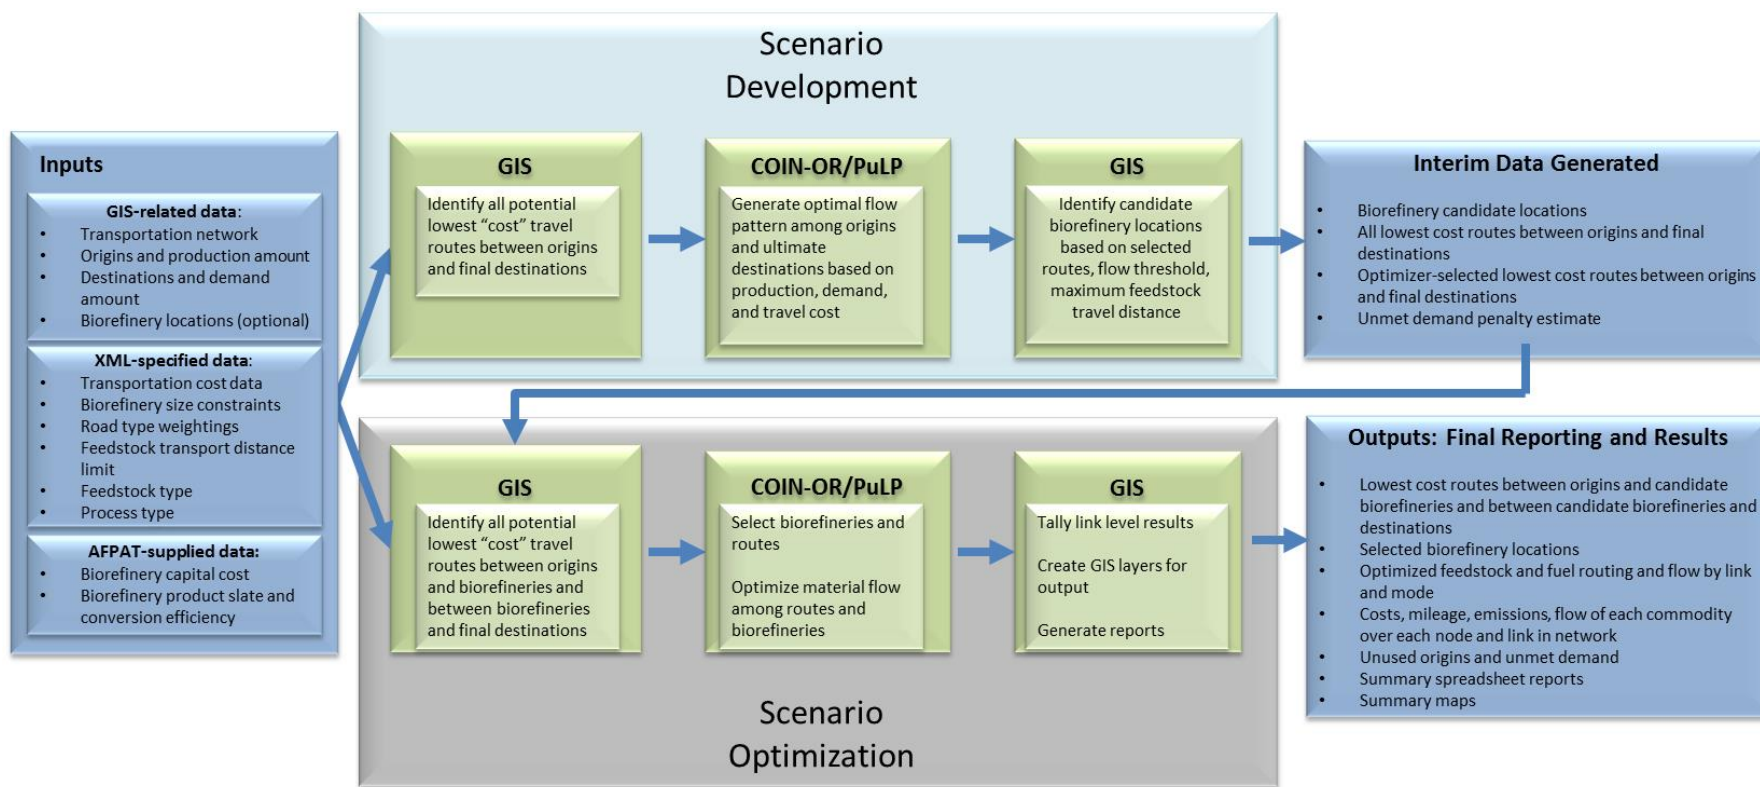 Scenario
Development
Inputs
GIS-related data:
• Transportation network
• Origins and production amount
• Destinations and demand
amount
• Biorefinery locations (optional)
XML-specified data:
• Transportation cost data
• Biorefinery size constraints
• Road type weightings
• Feedstock transport distance
limit
• Feedstock type
• Process type
AFPAT-supplied data:
• Biorefinery capital cost
• Biorefinery product slate and
conversion efficiency
GIS
Identify all potential
lowest “cost” travel
routes between origins
and final destinations
COIN-OR/PuLP
Generate optimal flow
pattern among origins
and ultimate
destinations based on
production, demand,
and travel cost
GIS
Identify candidate
biorefinery locations
based on selected
routes, flow threshold,
maximum feedstock
travel distance
Interim Data Generated
• Biorefinery candidate locations
• All lowest cost routes between origins and final
destinations
• Optimizer-selected lowest cost routes between origins
and final destinations
• Unmet demand penalty estimate
GIS
Identify all potential
lowest “cost” travel
routes between origins
and biorefineries and
between biorefineries
and final destinations
COIN-OR/PuLP
Select biorefineries and
routes
Optimize material flow
among routes and
biorefineries
GIS
Tally link level results
Create GIS layers for
output
Generate reports
Outputs: Final Reporting and Results
• Lowest cost routes between origins and candidate
biorefineries and between candidate biorefineries and
destinations
• Selected biorefinery locations
• Optimized feedstock and fuel routing and flow by link
and mode
• Costs, mileage, emissions, flow of each commodity
over each node and link in network
• Unused origins and unmet demand
• Summary spreadsheet reports
• Summary maps
Scenario
Optimization